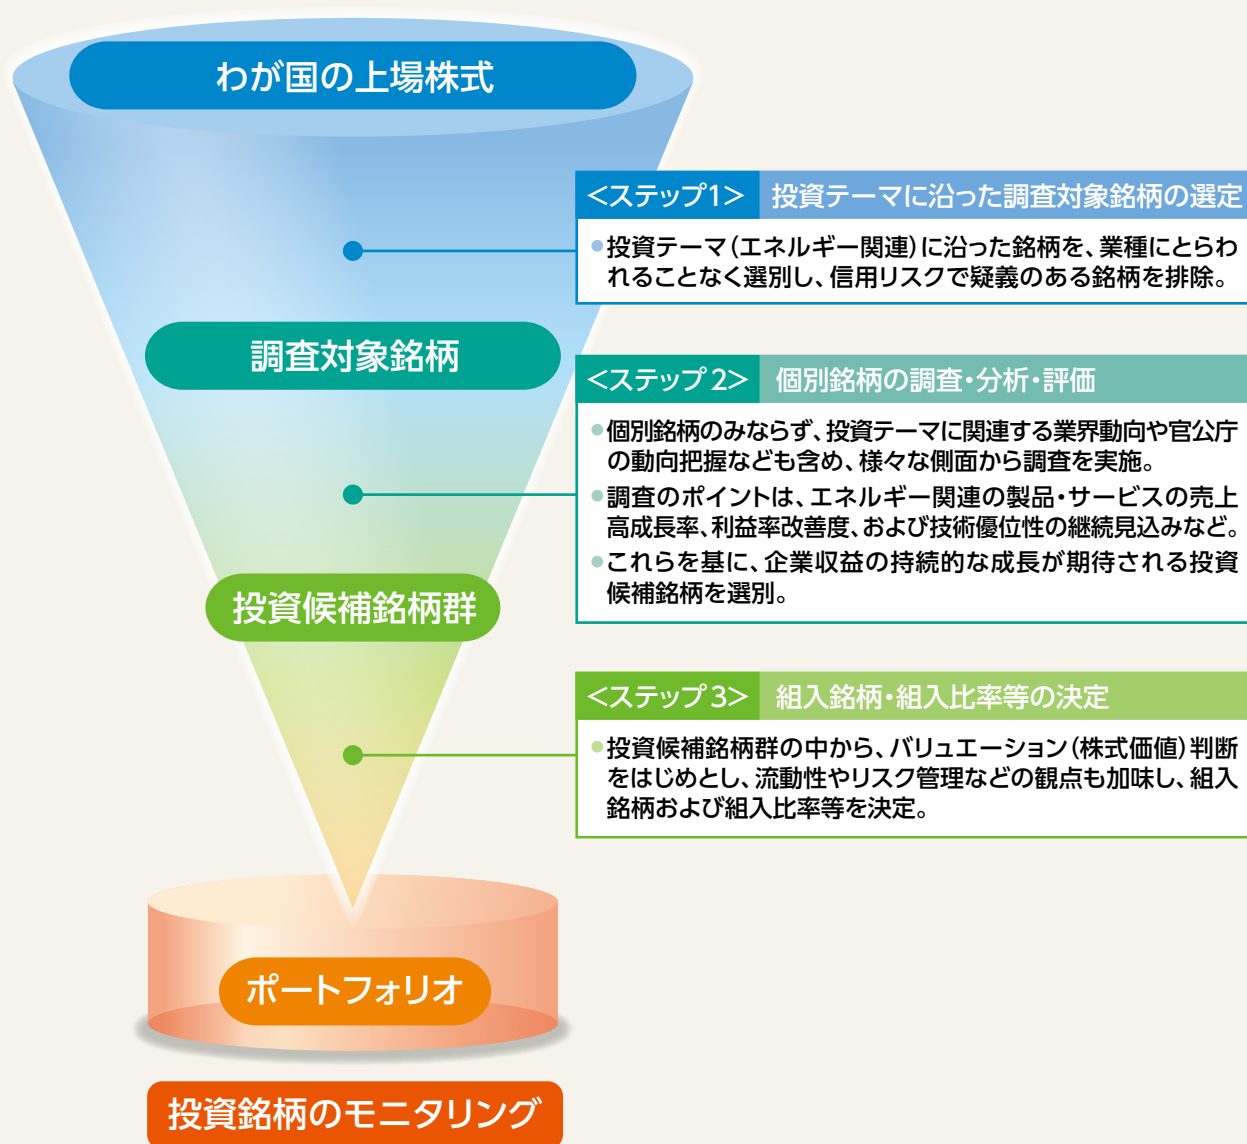 わが国の上場株式
<ステップ1> 投資テーマに沿った調査対象銘柄の選定
●投資テーマ(エネルギー関連)に沿った銘柄を、業種にとらわ
れることなく選別し、信用リスクで疑義のある銘柄を排除。
調査対象銘柄
<ステップ2> 個別銘柄の調査・分析・評価
●個別銘柄のみならず、投資テーマに関連する業界動向や官公庁
の動向把握なども含め、様々な側面から調査を実施。
●調査のポイントは、エネルギー関連の製品・サービスの売上
高成長率、利益率改善度、および技術優位性の継続見込みなど。
●これらを基に、企業収益の持続的な成長が期待される投資
候補銘柄を選別。
投資候補銘柄群
<ステップ3> 組入銘柄・組入比率等の決定
●投資候補銘柄群の中から、バリュエーション(株式価値)判断
をはじめとし、流動性やリスク管理などの観点も加味し、組入
銘柄および組入比率等を決定。
ポートフォリオ
投資銘柄のモニタリング